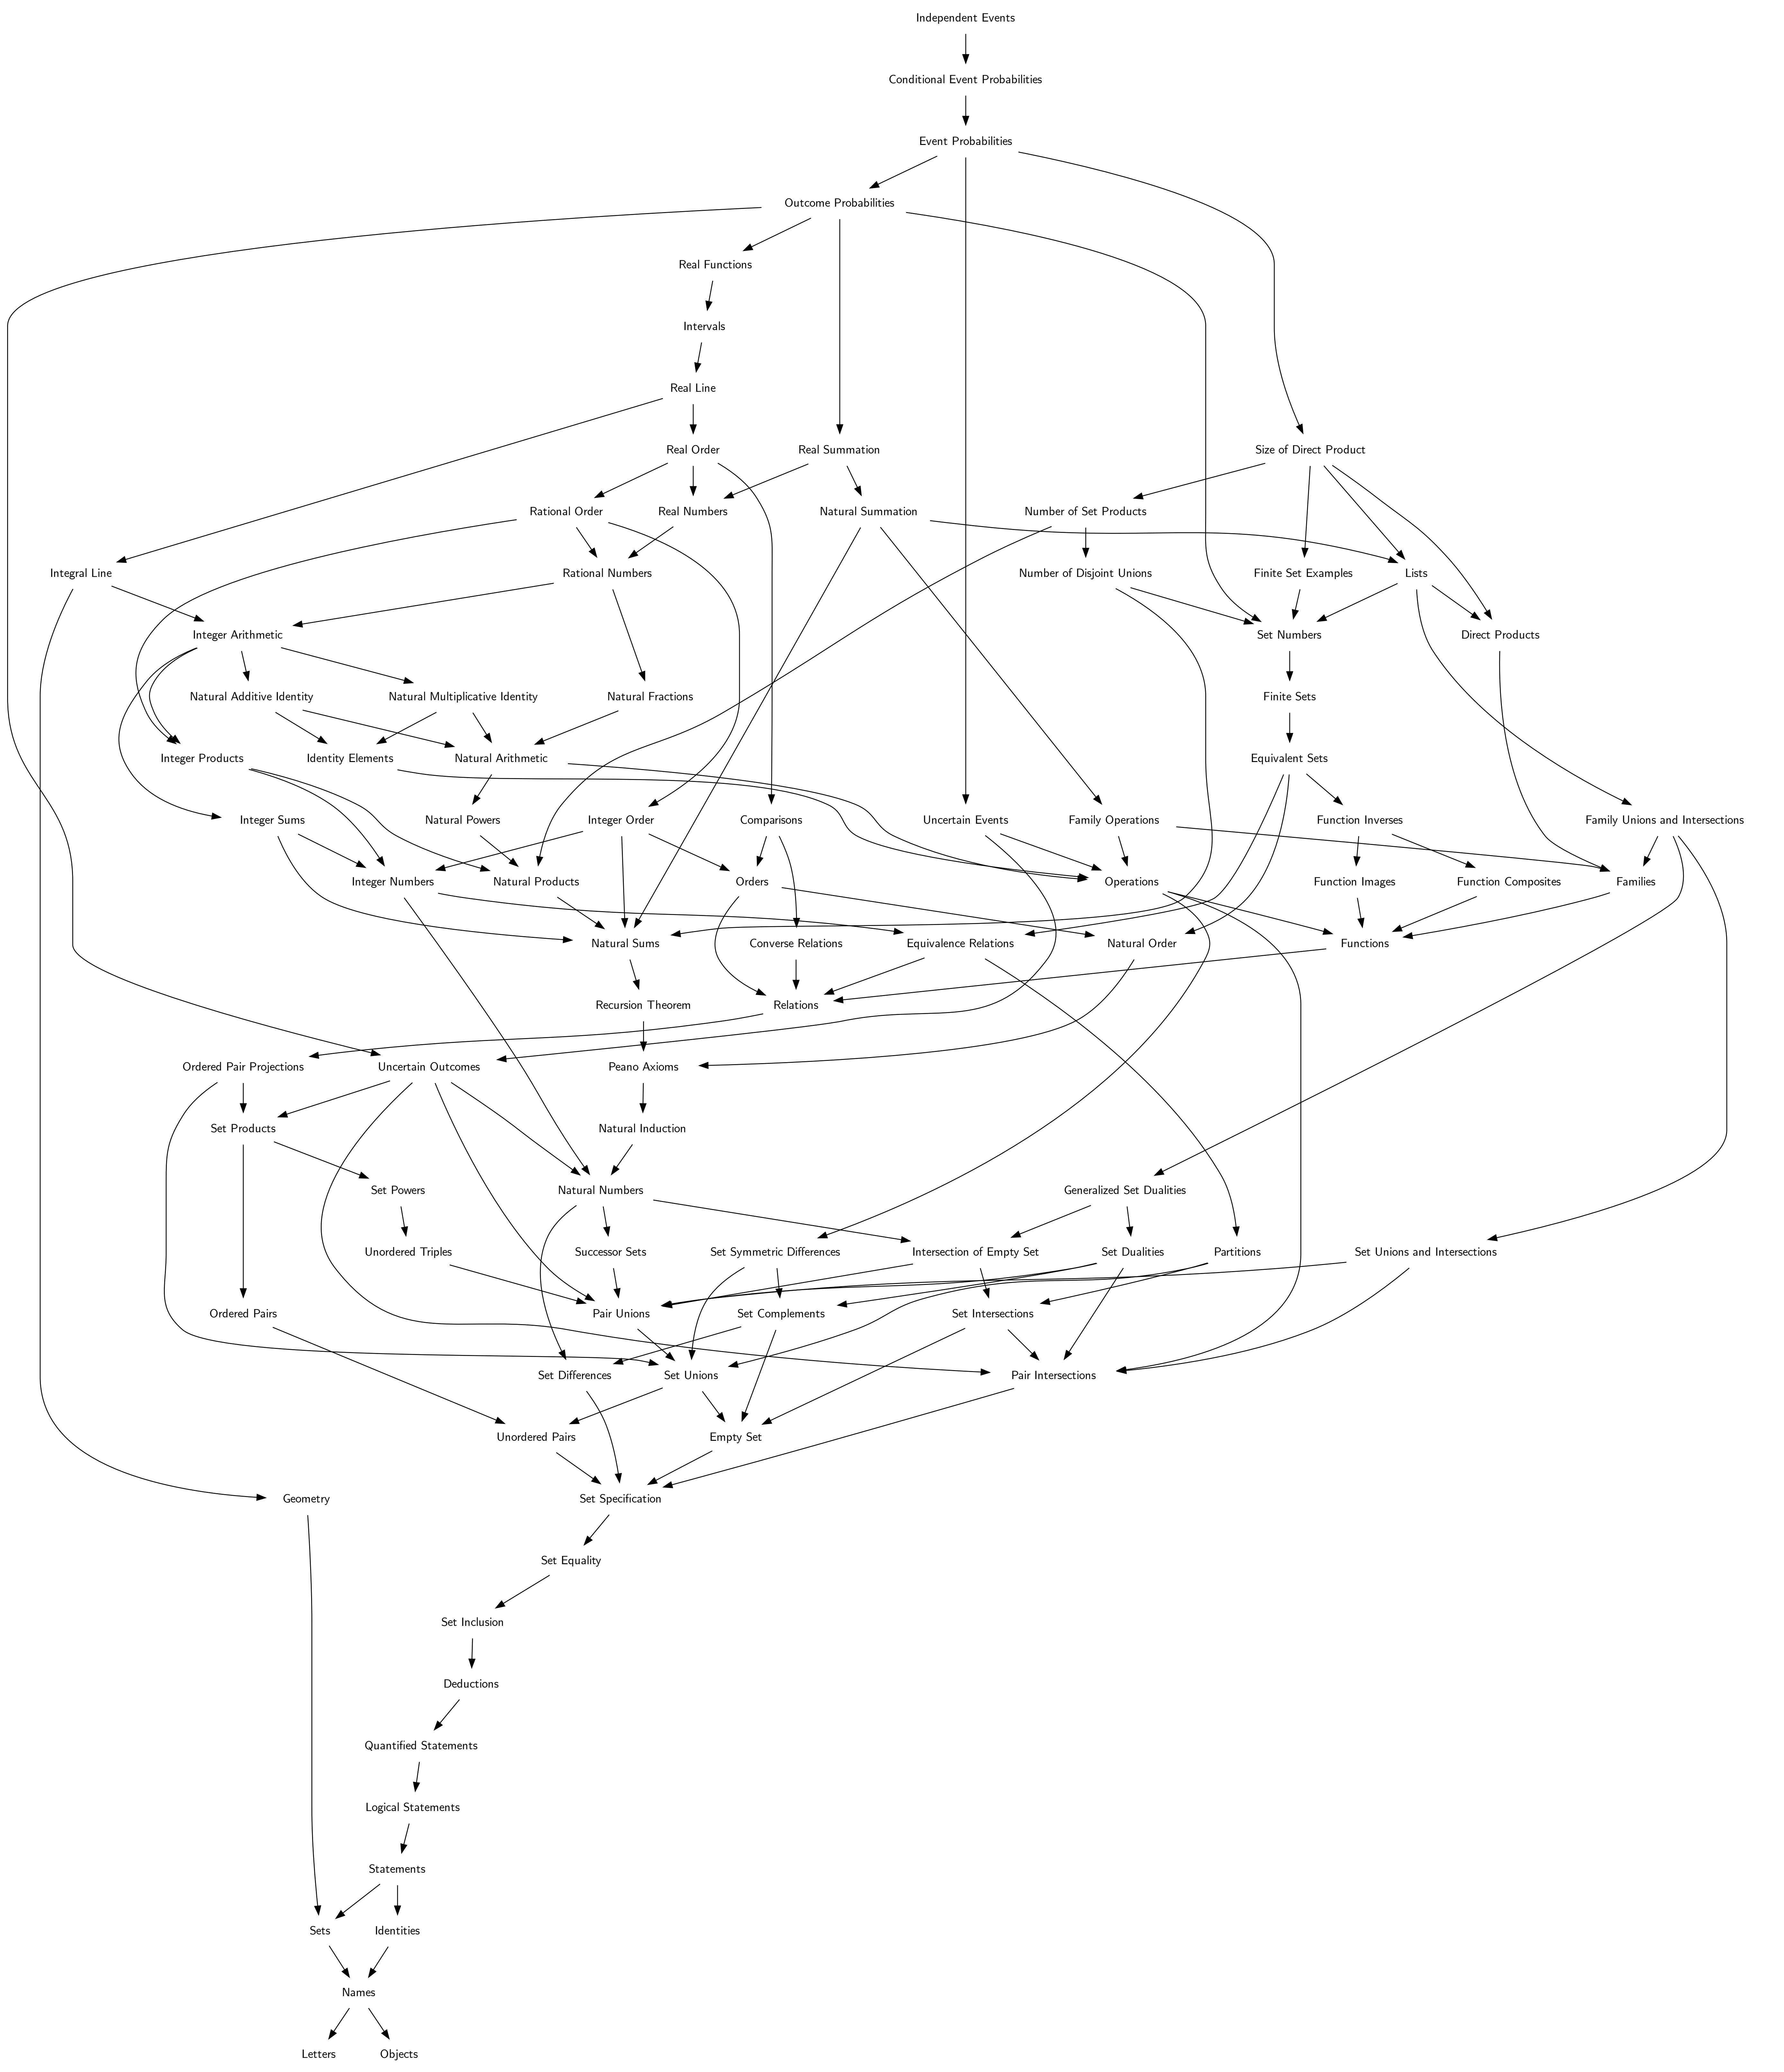 Independent Events
Conditional Event Probabilities
Event Probabilities
Outcome Probabilities
Real Functions
Intervals
Real Line
Real Order
Real Summation
Size of Direct Product
Rational Order
Real Numbers
Natural Summation
Number of Set Products
Integral Line
Rational Numbers
Number of Disjoint Unions
Finite Set Examples
Lists
Integer Arithmetic
Set Numbers
Direct Products
Natural Additive Identity
Natural Multiplicative Identity
Natural Fractions
Finite Sets
Integer Products
Identity Elements
Natural Arithmetic
Equivalent Sets
Integer Sums
Natural Powers
Integer Order
Comparisons
Uncertain Events
Family Operations
Function Inverses
Family Unions and Intersections
Integer Numbers
Natural Products
Orders
Operations
Function Images
Function Composites
Families
Natural Sums
Converse Relations
Equivalence Relations
Natural Order
Functions
Recursion Theorem
Relations
Ordered Pair Projections
Uncertain Outcomes
Peano Axioms
Set Products
Natural Induction
Set Powers
Natural Numbers
Generalized Set Dualities
Unordered Triples
Successor Sets
Set Symmetric Differences
Intersection of Empty Set
Set Dualities
Partitions
Set Unions and Intersections
Ordered Pairs
Pair Unions
Set Complements
Set Intersections
Set Differences
Set Unions
Pair Intersections
Unordered Pairs
Empty Set
Geometry
Set Specification
Set Equality
Set Inclusion
Deductions
Quantified Statements
Logical Statements
Statements
Sets
Identities
Names
Letters
Objects